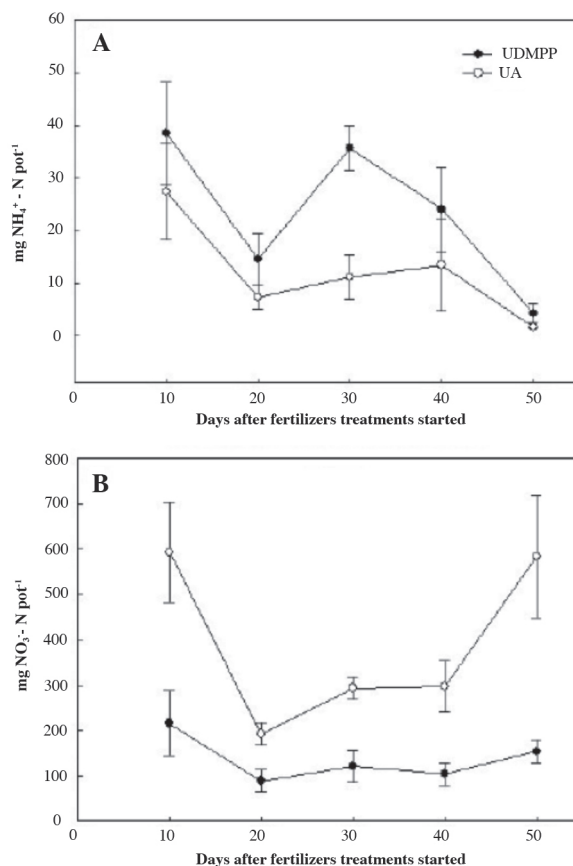 60
A
UDMPP
UA
50
40
30
20
10
0
mg NH₄⁺ - N pot⁻¹
0 10 20 30 40 50
Days after fertilizers treatments started
800
B
700
600
500
400
300
200
100
0
mg NO₃⁻- N pot⁻¹
0 10 20 30 40 50
Days after fertilizers treatments started